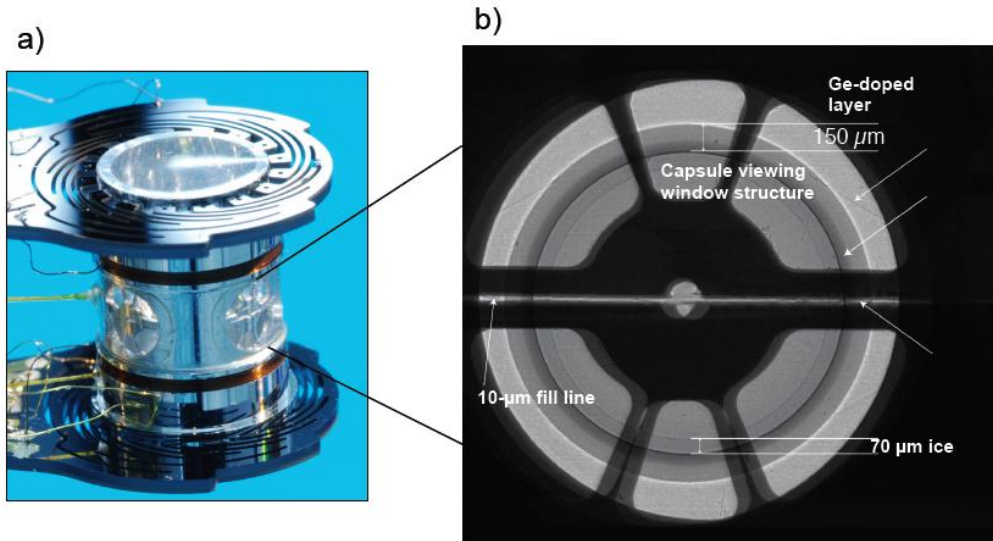 a)
b)
Ge-doped
layer
150 μm
Capsule viewing
window structure
10-μm fill line
70 μm ice